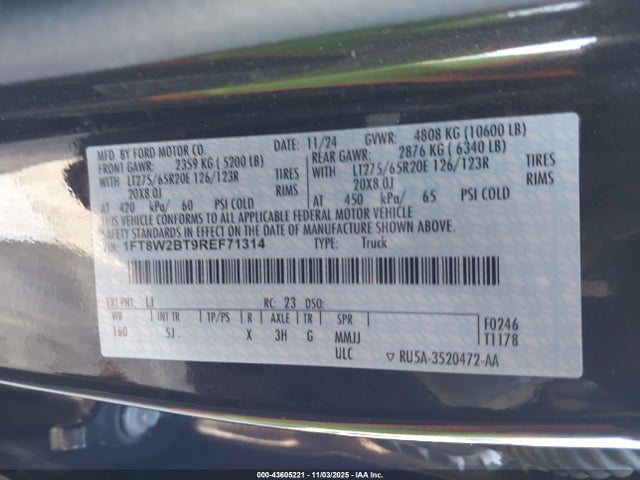 MFD. BY FORD MOTOR CO.
DATE: 11/24 GVWR: 4808 KG (10600 LB)
FRONT GAWR: 2359 KG (5200 LB)
REAR GAWR: 2876 KG (6340 LB)
WITH LT275/65R20E 126/123R TIRES
WITH LT275/65R20E 126/123R TIRES
20X8.0J RIMS
20X8.0J RIMS
AT 420 kPa/ 60 PSI COLD
AT 450 kPa/ 65 PSI COLD
THIS VEHICLE CONFORMS TO ALL APPLICABLE FEDERAL MOTOR VEHICLE
SAFETY STANDARDS IN EFFECT ON THE DATE OF MANUFACTURE SHOWN ABOVE.
VIN: 1FT8W2BT9REF71314 TYPE: Truck
EXT PNT: LJ RC: 23 DSO:
WB INT TR TP/PS R AXLE TR SPR
160 5J. X 3H G MMJJ
ULC
F0246
T1178
▽ RU5A-3520472-AA
000-43605221 - 11/03/2025 - IAA Inc.